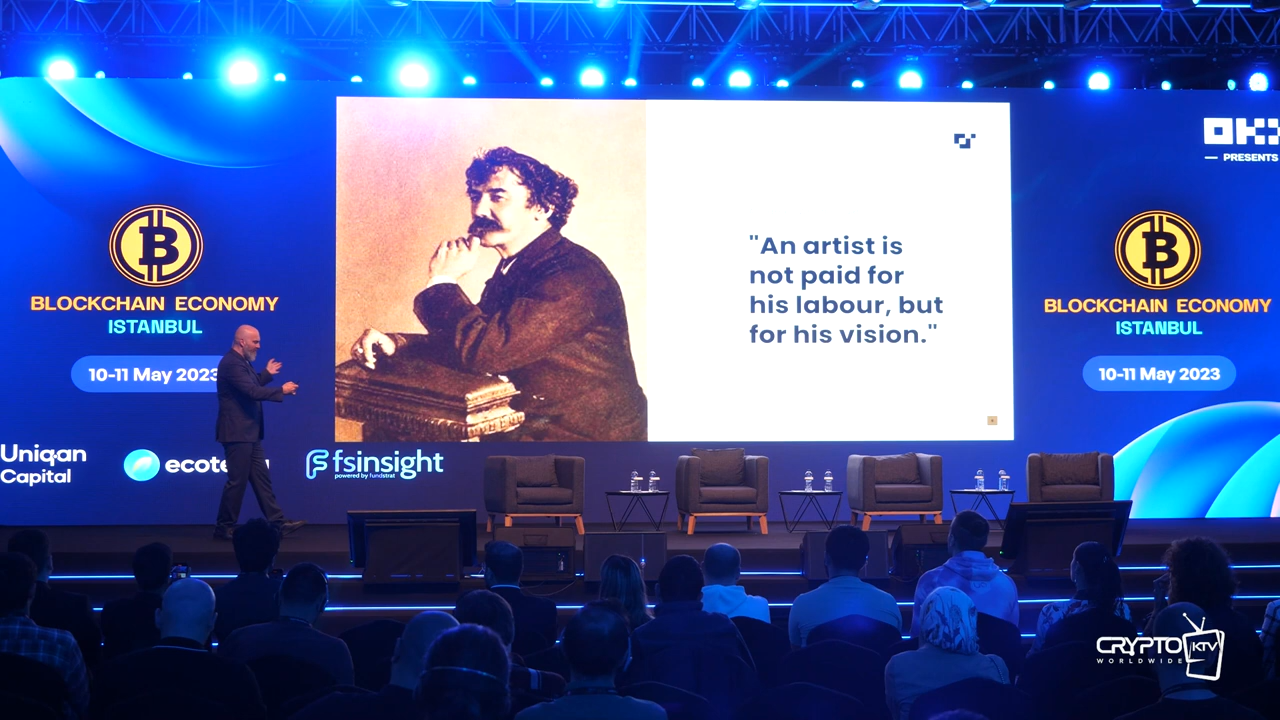 OKX
PRESENTS
B
BLOCKCHAIN ECONOMY
ISTANBUL
10-11 May 2023
"An artist is
not paid for
his labour, but
for his vision."
B
BLOCKCHAIN ECONOMY
ISTANBUL
10-11 May 2023
Uniqan
Capital
fsinsight
powered by fundstrat
CRYPTO KTV
WORLDWIDE